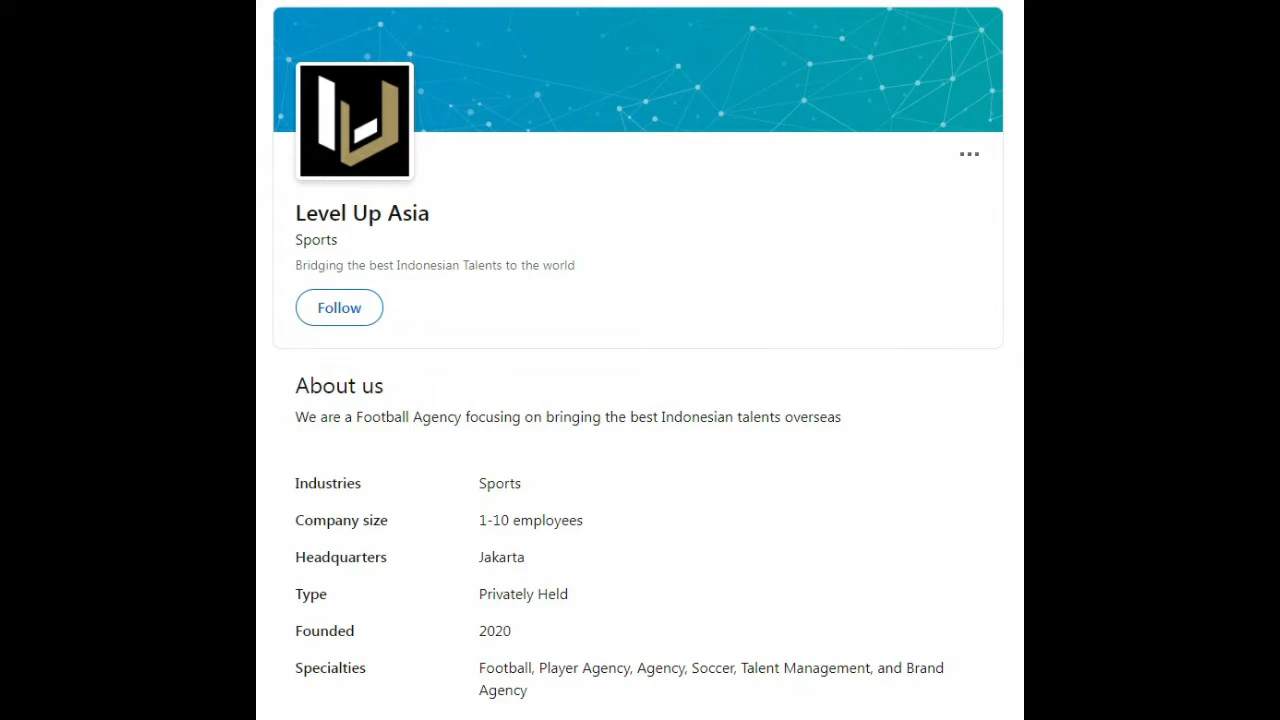 Level Up Asia
Sports
Bridging the best Indonesian Talents to the world
Follow
About us
We are a Football Agency focusing on bringing the best Indonesian talents overseas
Industries Sports
Company size 1-10 employees
Headquarters Jakarta
Type Privately Held
Founded 2020
Specialties Football, Player Agency, Agency, Soccer, Talent Management, and Brand
Agency